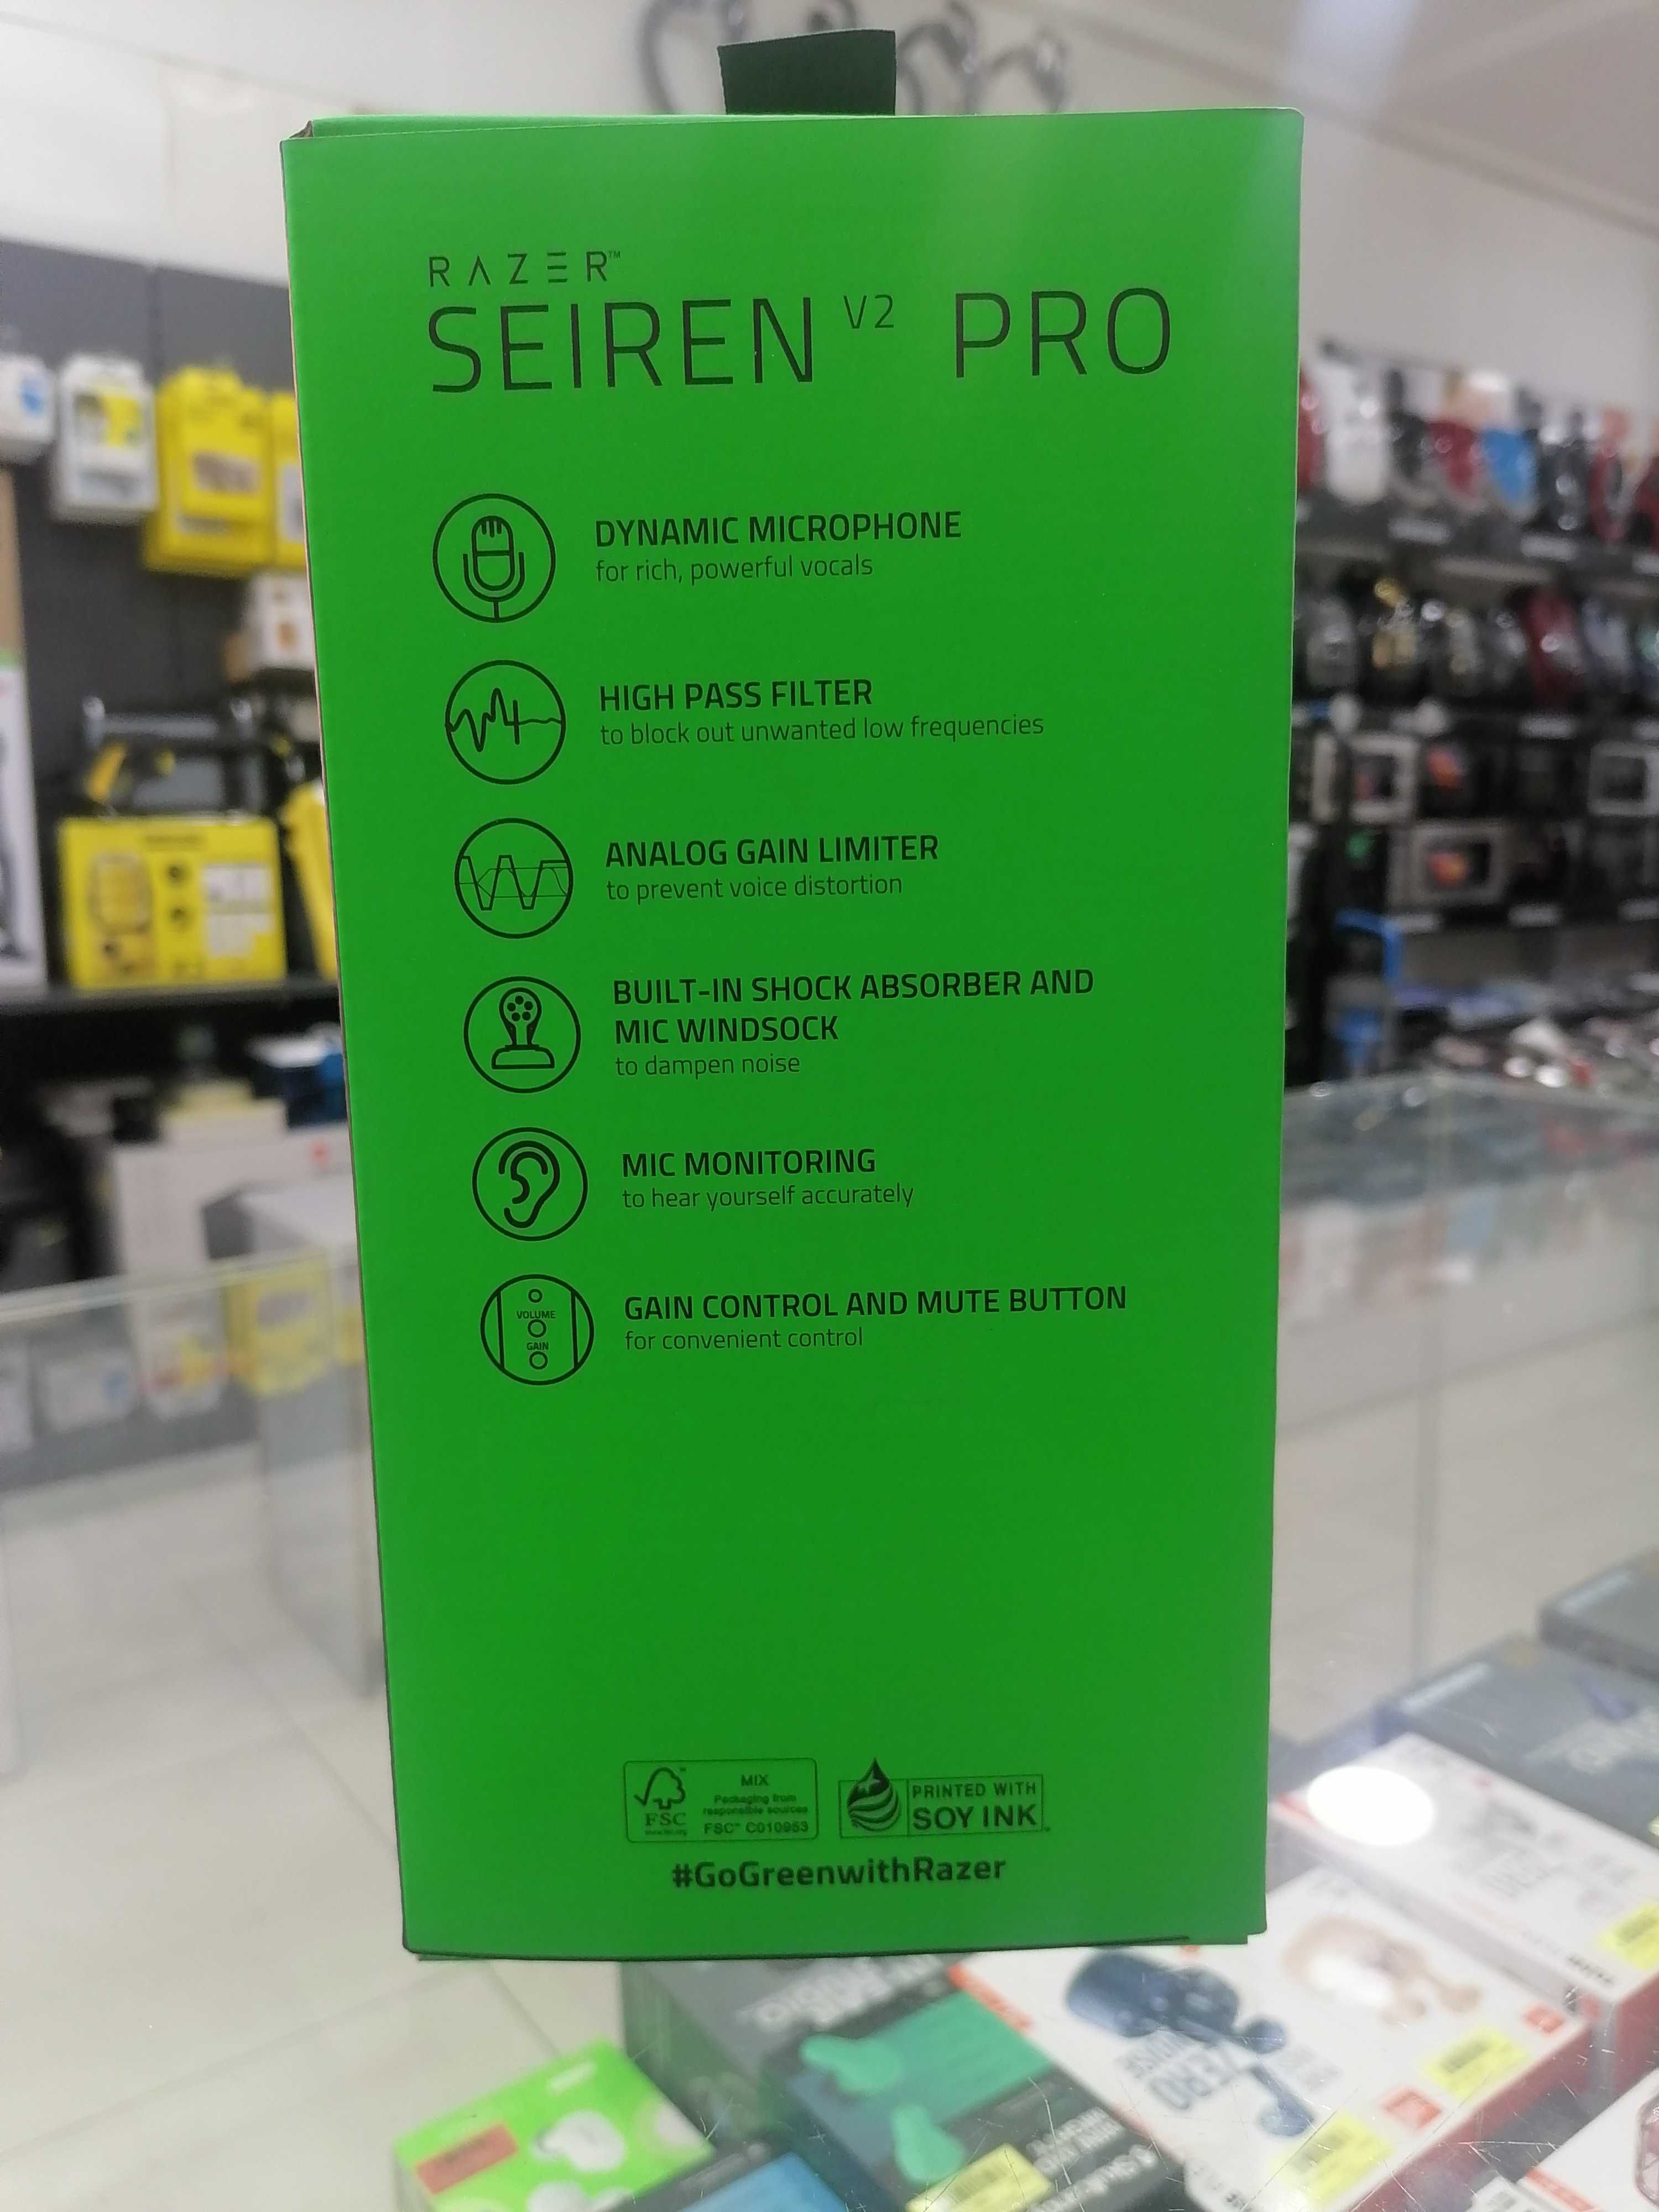 RAZER™
SEIREN V2 PRO
DYNAMIC MICROPHONE
for rich, powerful vocals
HIGH PASS FILTER
to block out unwanted low frequencies
ANALOG GAIN LIMITER
to prevent voice distortion
BUILT-IN SHOCK ABSORBER AND
MIC WINDSOCK
to dampen noise
MIC MONITORING
to hear yourself accurately
VOLUME
GAIN
GAIN CONTROL AND MUTE BUTTON
for convenient control
FSC
MIX
Packaging from
responsible sources
FSC™ C010953
PRINTED WITH
SOY INK
#GoGreenwithRazer
ZERO